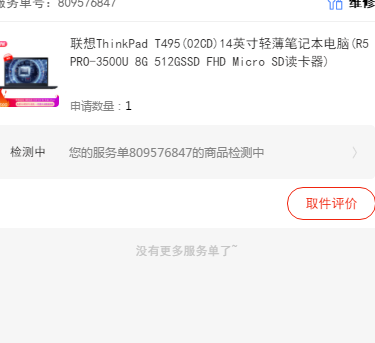 服务单号：809576847
维修
联想ThinkPad T495(02CD)14英寸轻薄笔记本电脑(R5
PRO-3500U 8G 512GSSD FHD Micro SD读卡器)
申请数量：1
检测中 您的服务单809576847的商品检测中
取件评价
没有更多服务单了~